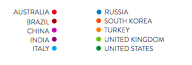 AUSTRALIA
BRAZIL
CHINA
INDIA
ITALY
RUSSIA
SOUTH KOREA
TURKEY
UNITED KINGDOM
UNITED STATES